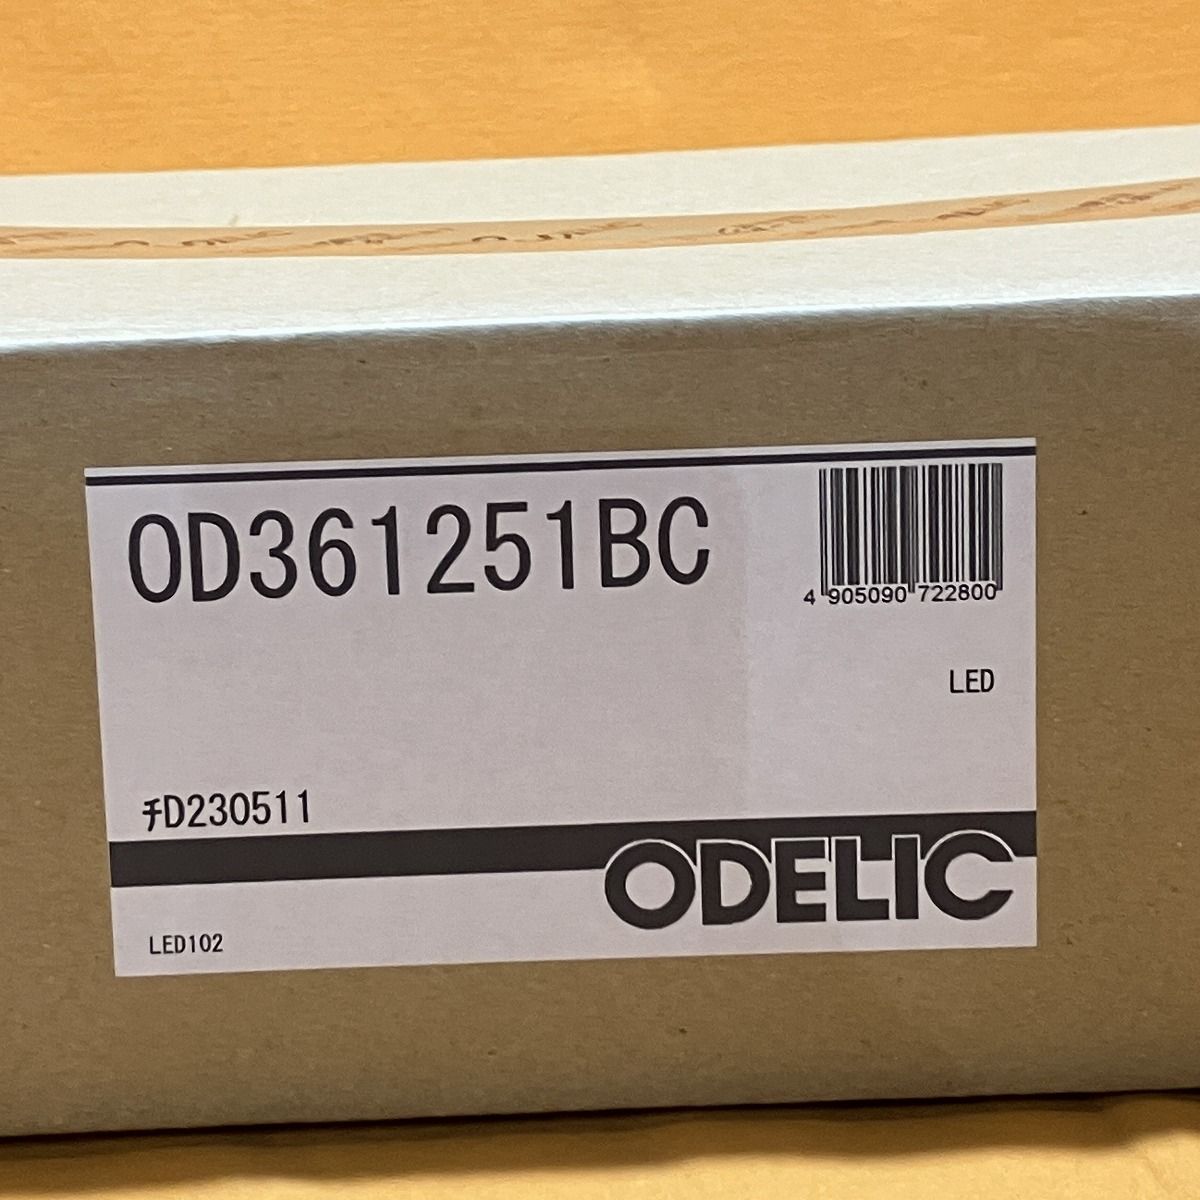 OD361251BC
4 905090 722800
LED
ﾁD230511
ODELIC
LED102